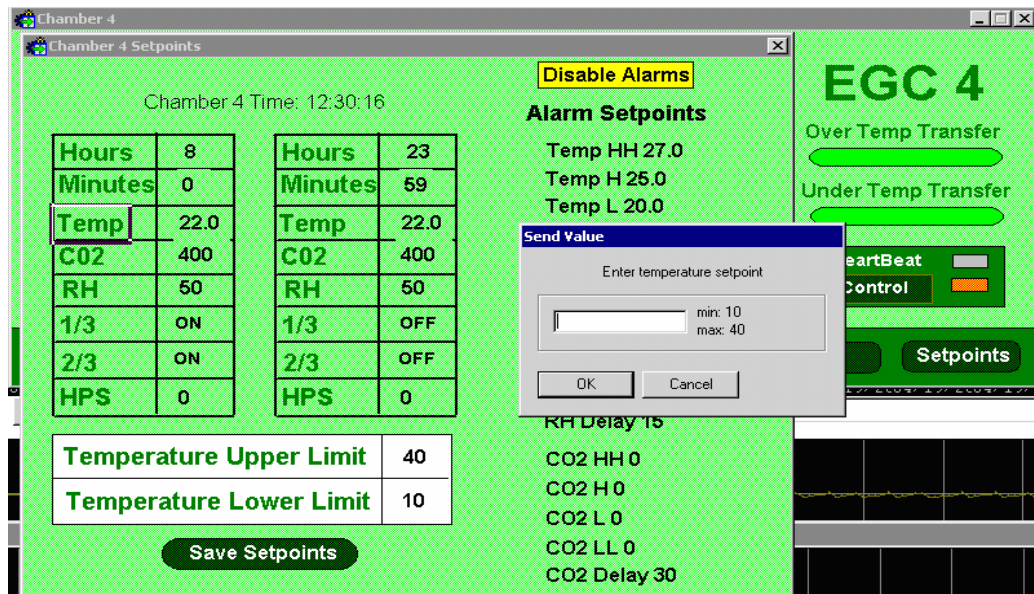 Chamber 4
Chamber 4 Setpoints
Chamber 4 Time: 12:30:16
Hours 8 Hours 23
Minutes 0 Minutes 59
Temp 22.0 Temp 22.0
C02 400 C02 400
RH 50 RH 50
1/3 ON 1/3 OFF
2/3 ON 2/3 OFF
HPS 0 HPS 0
Temperature Upper Limit 40
Temperature Lower Limit 10
Save Setpoints
Disable Alarms
Alarm Setpoints
Temp HH 27.0
Temp H 25.0
Temp L 20.0
Send Value
Enter temperature setpoint
min: 10
max: 40
OK Cancel
RH Delay 15
CO2 HH 0
CO2 H 0
CO2 L 0
CO2 LL 0
CO2 Delay 30
EGC 4
Over Temp Transfer
Under Temp Transfer
eartBeat
Control
Setpoints